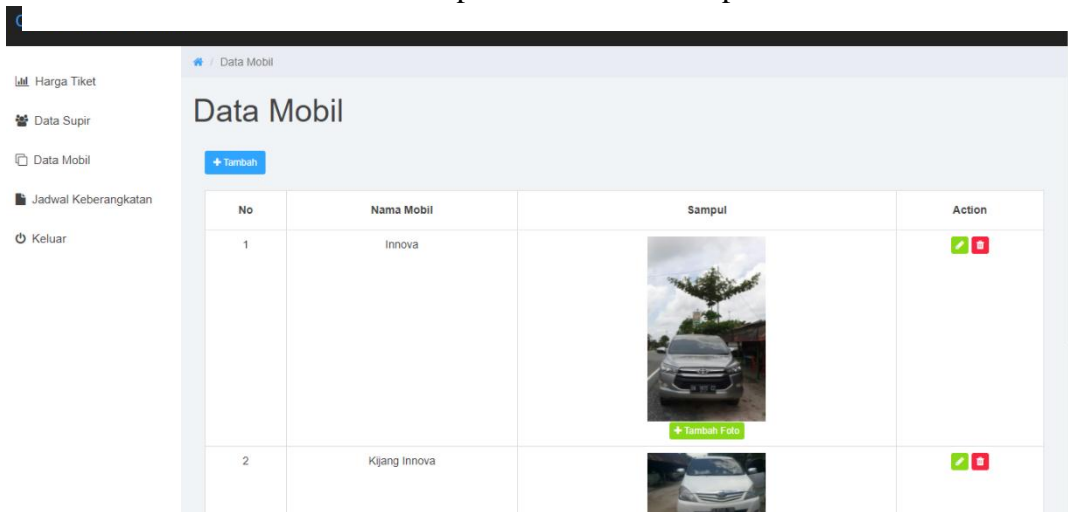 / Data Mobil
Harga Tiket
Data Supir
Data Mobil
Jadwal Keberangkatan
Keluar
Data Mobil
+ Tambah
No Nama Mobil Sampul Action
1 Innova
+ Tambah Foto
2 Kijang Innova